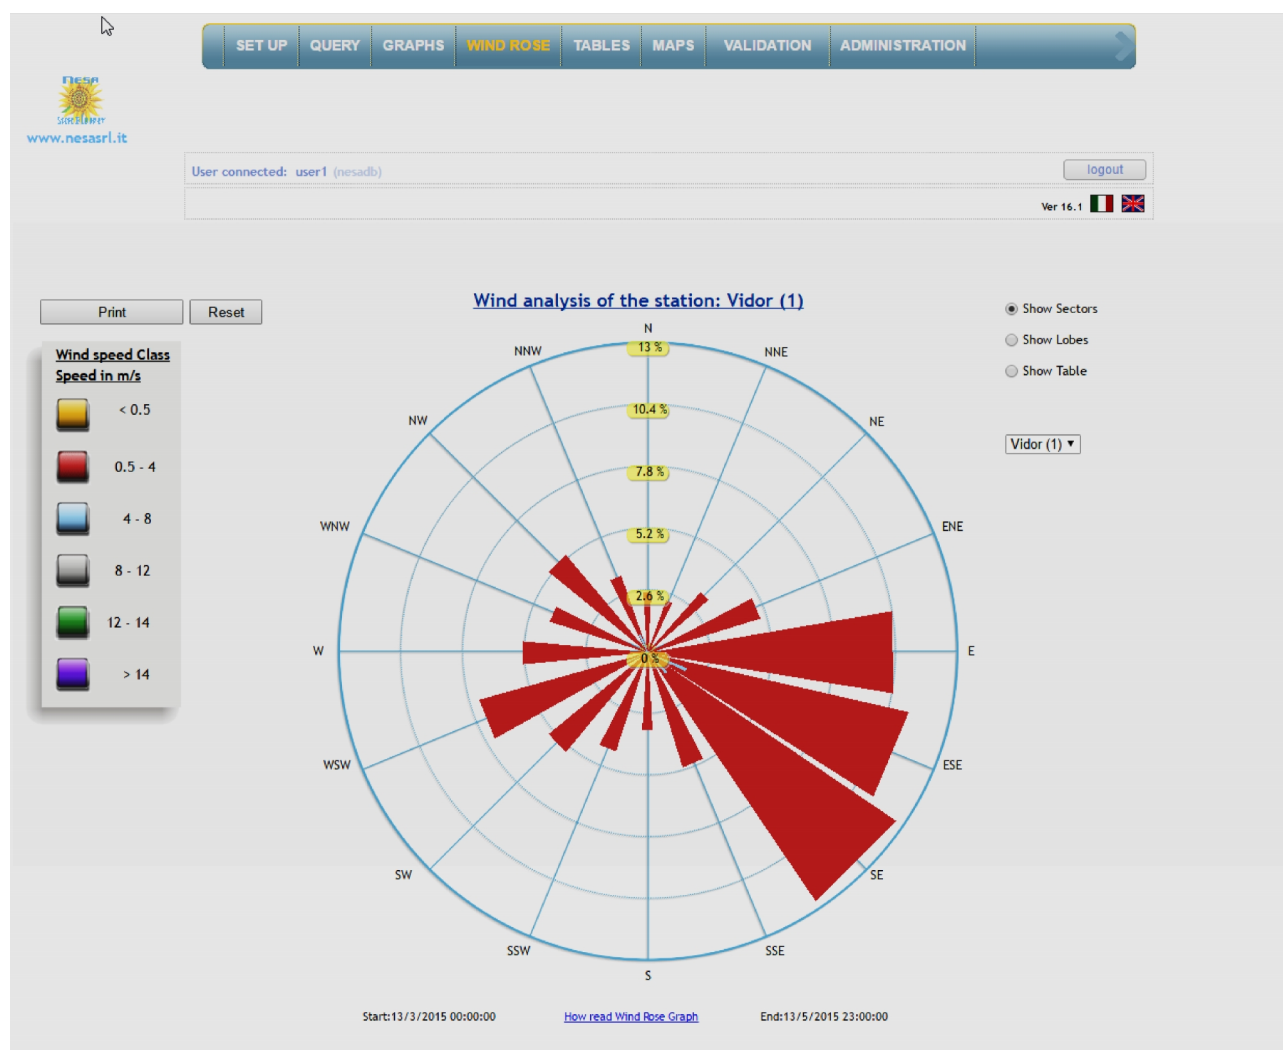 SET UP QUERY GRAPHS WIND ROSE TABLES MAPS VALIDATION ADMINISTRATION
nesa
www.nesasrl.it
User connected: user1 (nesadb)
logout
Ver 16.1
Print Reset
Wind analysis of the station: Vidor (1)
Show Sectors
Show Lobes
Show Table
Vidor (1)
Wind speed Class
Speed in m/s
< 0.5
0.5 - 4
4 - 8
8 - 12
12 - 14
> 14
N
NNW
NNE
NW
NE
WNW
ENE
W
E
WSW
ESE
SW
SE
SSW
SSE
S
13 %
10.4 %
7.8 %
5.2 %
2.6 %
0 %
Start:13/3/2015 00:00:00
How read Wind Rose Graph
End:13/5/2015 23:00:00